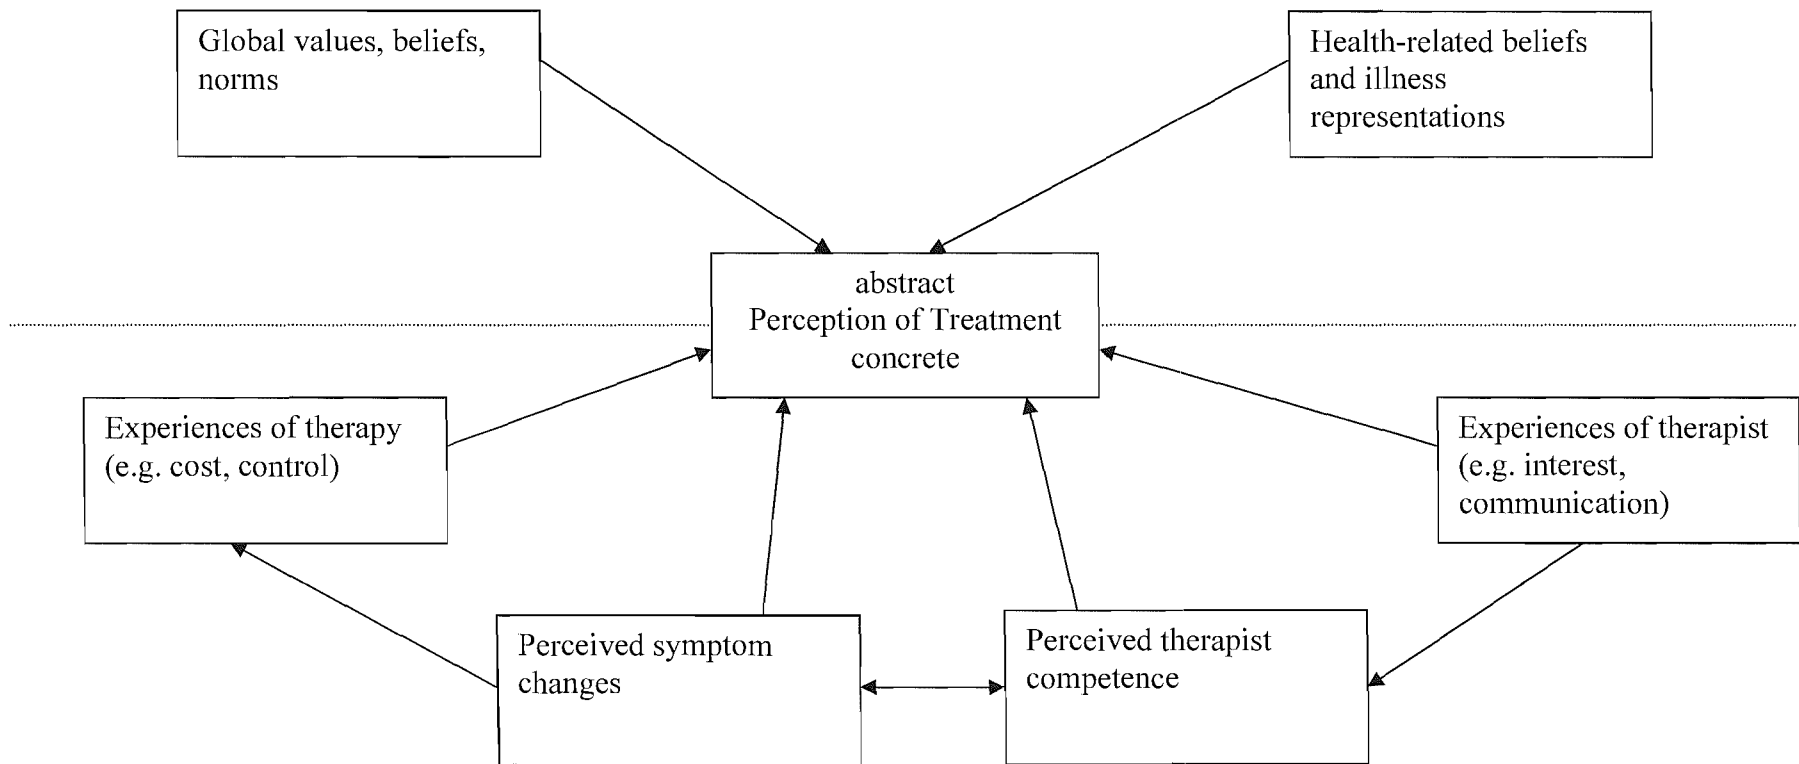 Global values, beliefs,
norms
Health-related beliefs
and illness
representations
abstract
Perception of Treatment
concrete
Experiences of therapy
(e.g. cost, control)
Experiences of therapist
(e.g. interest,
communication)
Perceived symptom
changes
Perceived therapist
competence